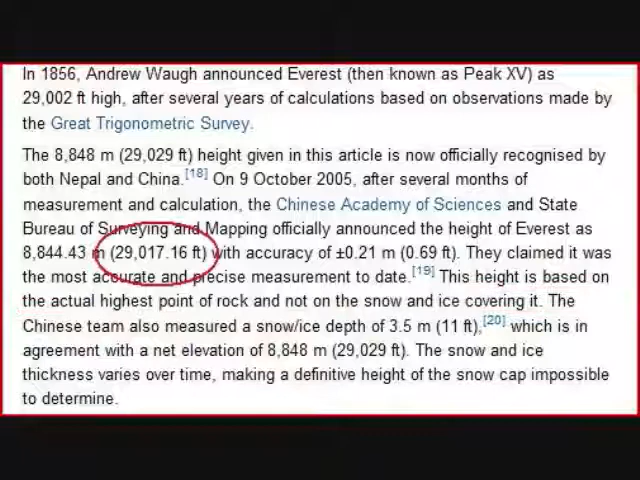 In 1856, Andrew Waugh announced Everest (then known as Peak XV) as
29,002 ft high, after several years of calculations based on observations made by
the Great Trigonometric Survey.
The 8,848 m (29,029 ft) height given in this article is now officially recognised by
both Nepal and China.[18] On 9 October 2005, after several months of
measurement and calculation, the Chinese Academy of Sciences and State
Bureau of Surveying and Mapping officially announced the height of Everest as
8,844.43 m (29,017.16 ft) with accuracy of ±0.21 m (0.69 ft). They claimed it was
the most accurate and precise measurement to date.[19] This height is based on
the actual highest point of rock and not on the snow and ice covering it. The
Chinese team also measured a snow/ice depth of 3.5 m (11 ft),[20] which is in
agreement with a net elevation of 8,848 m (29,029 ft). The snow and ice
thickness varies over time, making a definitive height of the snow cap impossible
to determine.